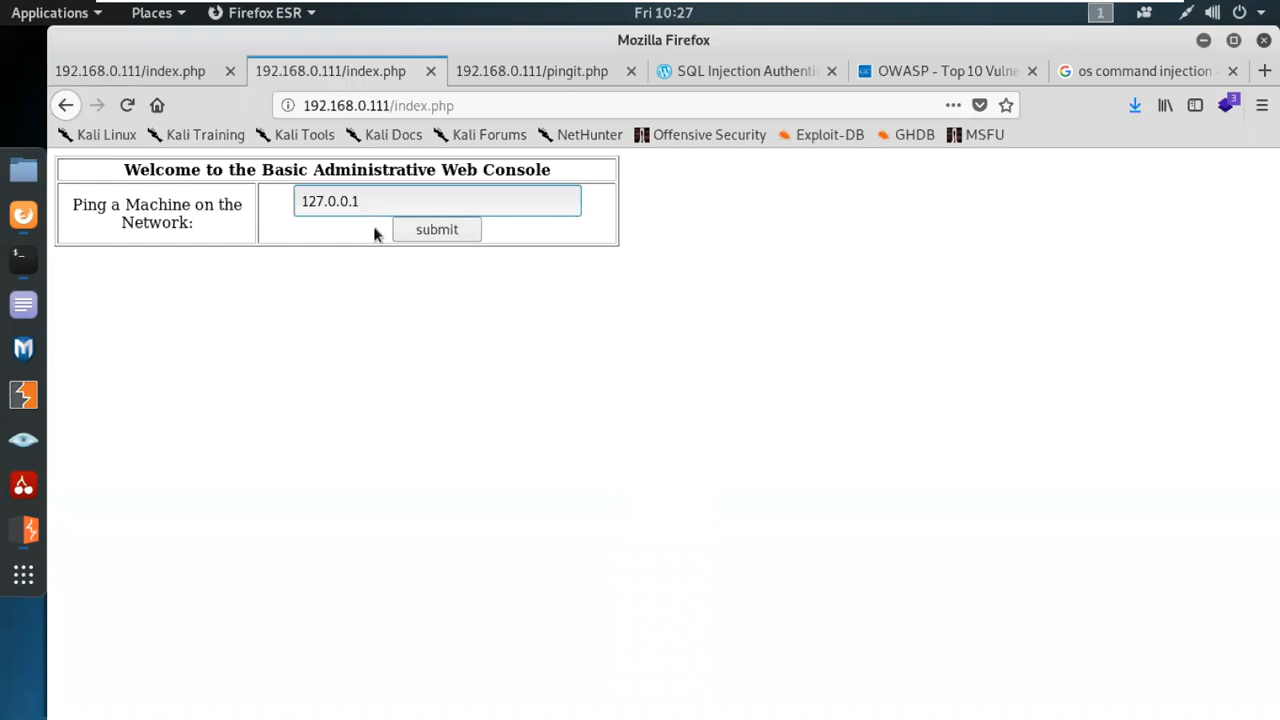 Applications Places Firefox ESR Fri 10:27 1
Mozilla Firefox
192.168.0.111/index.php 192.168.0.111/index.php 192.168.0.111/pingit.php SQL Injection Authenti OWASP - Top 10 Vulne os command injection -
192.168.0.111/index.php 3
Kali Linux Kali Training Kali Tools Kali Docs Kali Forums NetHunter Offensive Security Exploit-DB GHDB MSFU
Welcome to the Basic Administrative Web Console
Ping a Machine on the
Network:
127.0.0.1
submit